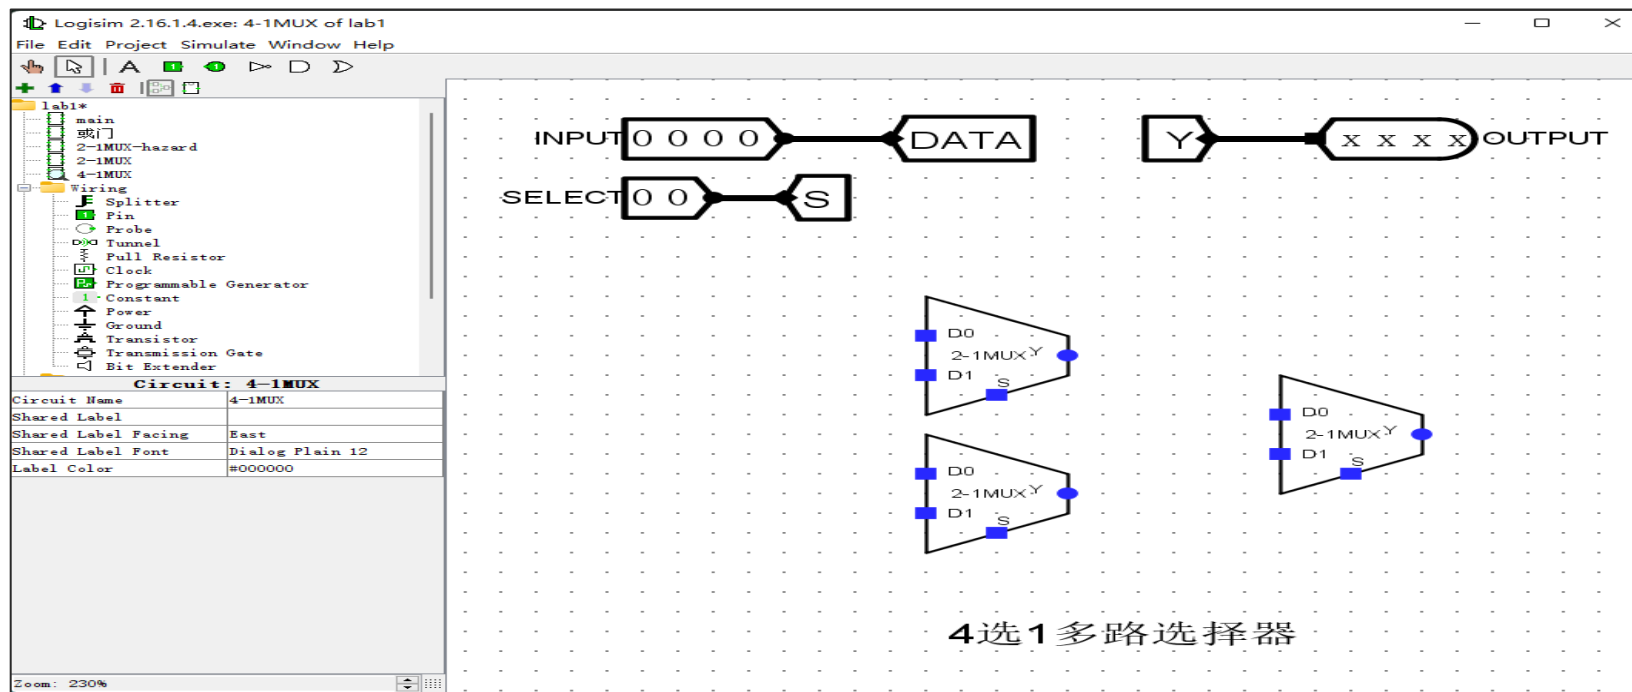 Logisim 2.16.1.4.exe: 4-1MUX of lab1
File Edit Project Simulate Window Help
lab1*
main
或门
2-1MUX-hazard
2-1MUX
4-1MUX
Wiring
Splitter
Pin
Probe
Tunnel
Pull Resistor
Clock
Programmable Generator
Constant
Power
Ground
Transistor
Transmission Gate
Bit Extender
Circuit: 4-1MUX
Circuit Name 4-1MUX
Shared Label
Shared Label Facing East
Shared Label Font Dialog Plain 12
Label Color #000000
Zoom: 230%
INPUT 0 0 0 0 DATA
Y x x x x OUTPUT
SELECT 0 0 S
D0
2-1MUX Y
D1
S
D0
2-1MUX Y
D1
S
D0
2-1MUX Y
D1
S
4选1多路选择器